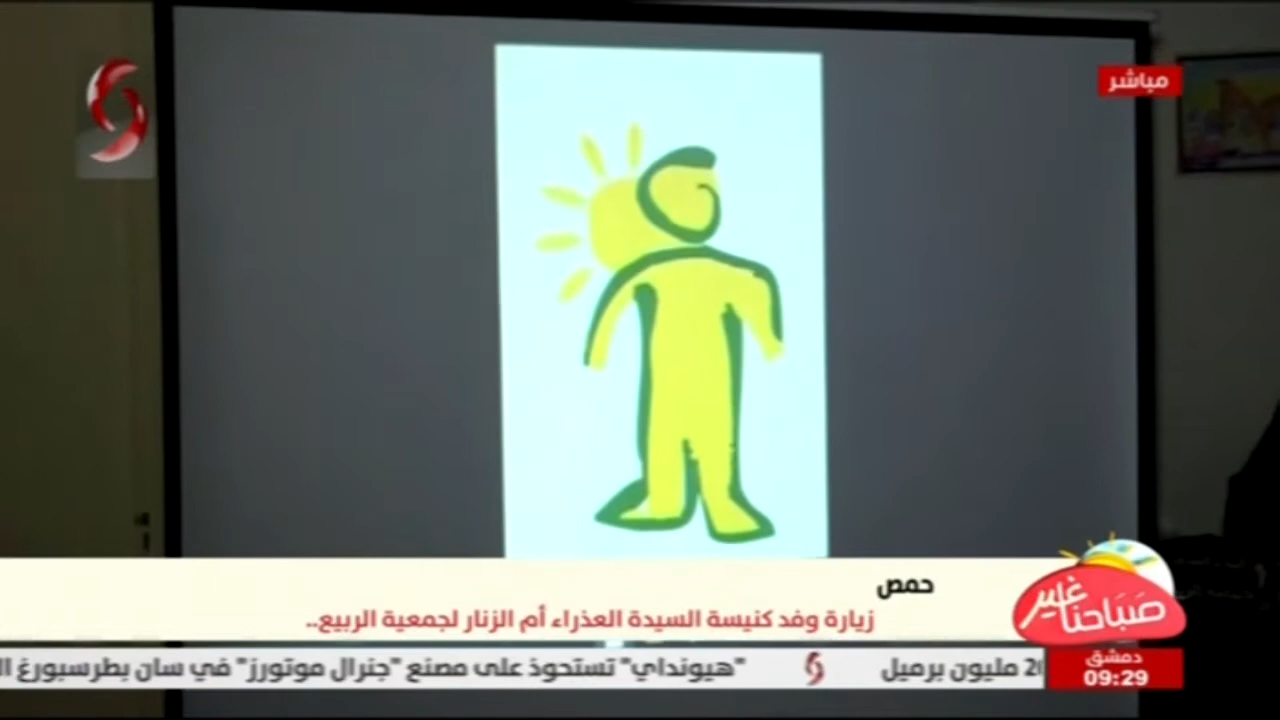 مباشر
حمص
زيارة وفد كنيسة السيدة العذراء أم الزنار لجمعية الربيع..
صباحنا غير
مليون برميل
"هيونداي" تستحوذ على مصنع "جنرال موتورز" في سان بطرسبورغ
دمشق
09:29